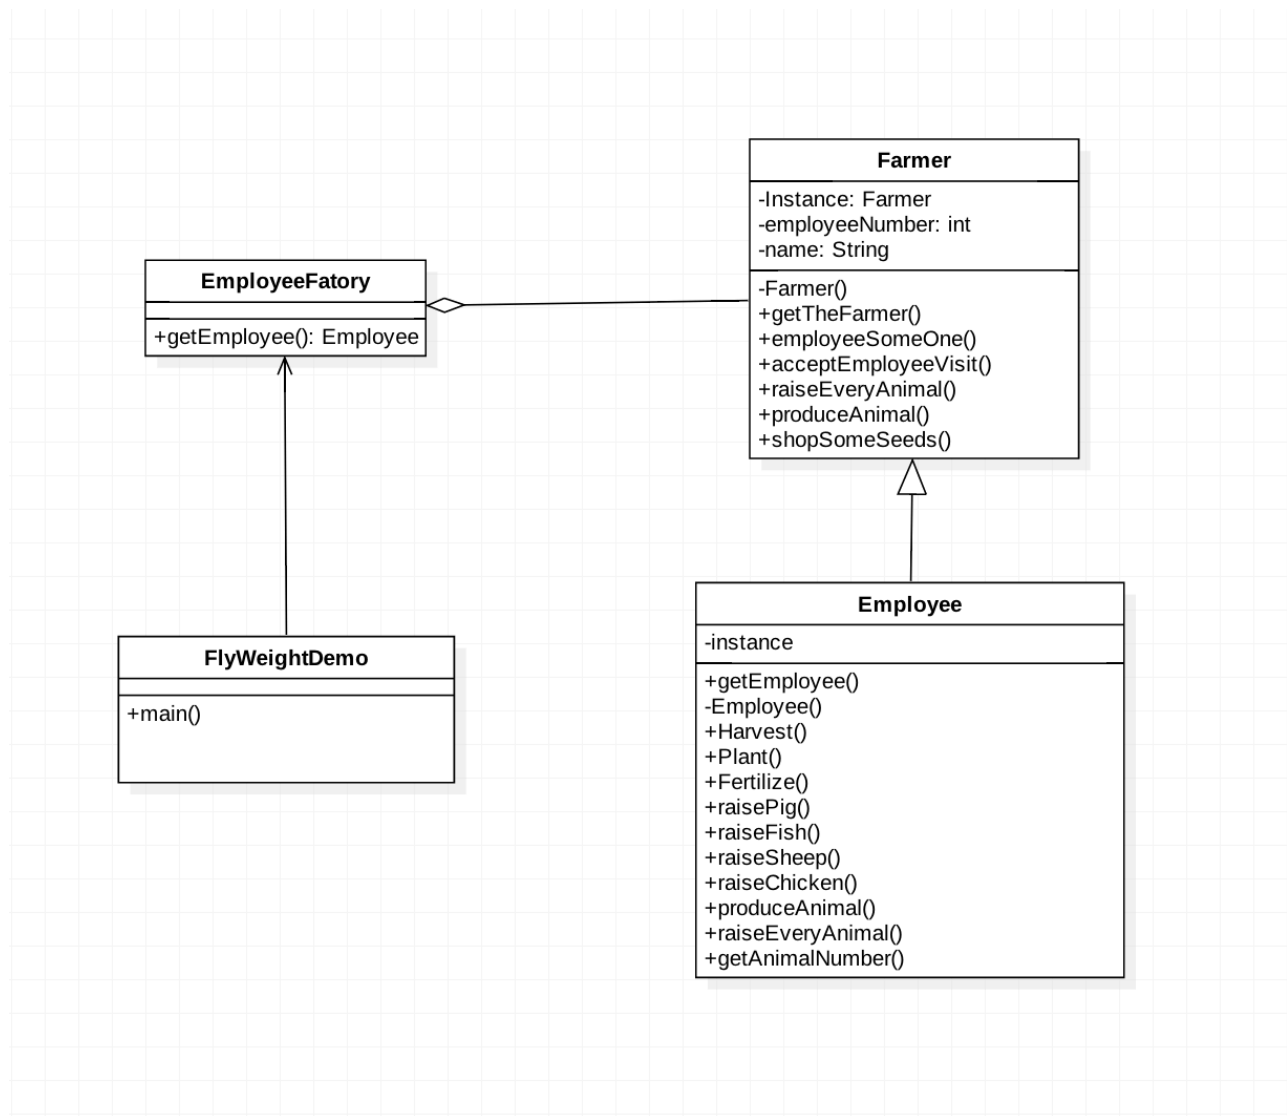 Farmer
-Instance: Farmer
-employeeNumber: int
-name: String
-Farmer()
+getTheFarmer()
+employeeSomeOne()
+acceptEmployeeVisit()
+raiseEveryAnimal()
+produceAnimal()
+shopSomeSeeds()
EmployeeFatory
+getEmployee(): Employee
FlyWeightDemo
+main()
Employee
-instance
+getEmployee()
-Employee()
+Harvest()
+Plant()
+Fertilize()
+raisePig()
+raiseFish()
+raiseSheep()
+raiseChicken()
+produceAnimal()
+raiseEveryAnimal()
+getAnimalNumber()